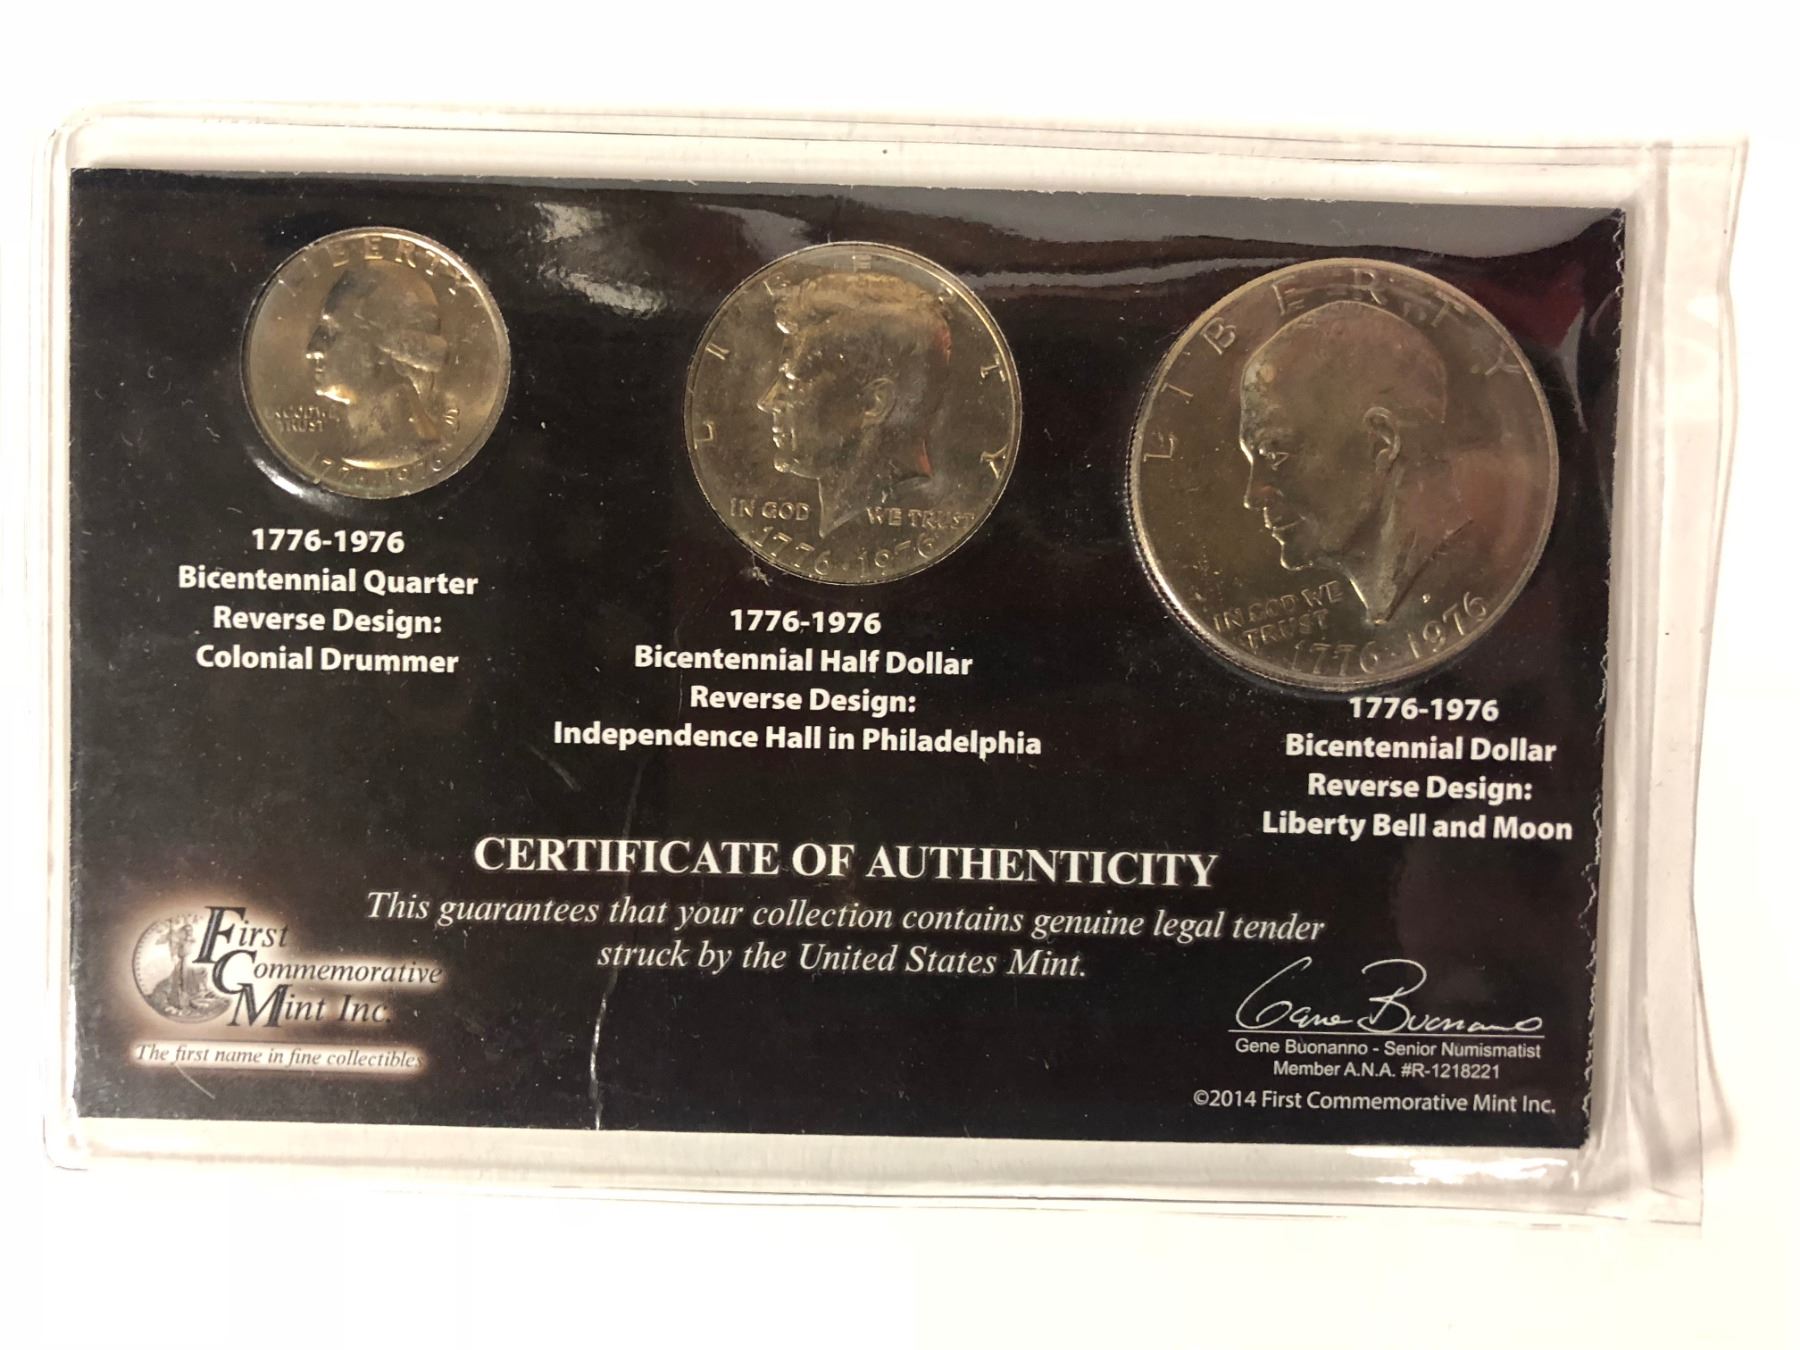 LIBERTY
IN GOD WE
TRUST
1776-1976
1776-1976
Bicentennial Quarter
Reverse Design:
Colonial Drummer
LIBERTY
IN GOD WE TRUST
1776·1976
1776-1976
Bicentennial Half Dollar
Reverse Design:
Independence Hall in Philadelphia
LIBERTY
IN GOD WE
TRUST
1776·1976
1776-1976
Bicentennial Dollar
Reverse Design:
Liberty Bell and Moon
CERTIFICATE OF AUTHENTICITY
This guarantees that your collection contains genuine legal tender
struck by the United States Mint.
First
Commemorative
Mint Inc.
The first name in fine collectibles
Gene Buonanno
Gene Buonanno - Senior Numismatist
Member A.N.A. #R-1218221
©2014 First Commemorative Mint Inc.